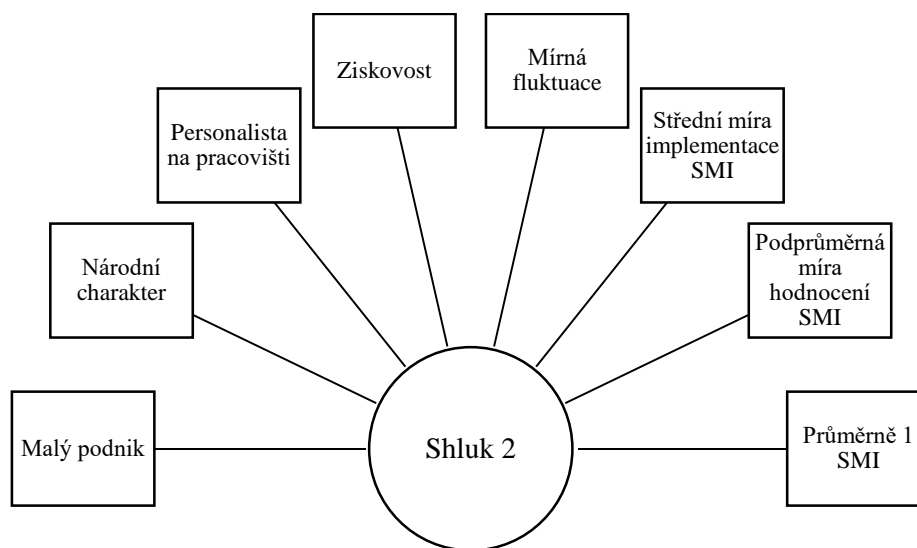 Ziskovost
Mírná
fluktuace
Personalista
na pracovišti
Střední míra
implementace
SMI
Národní
charakter
Podprůměrná
míra
hodnocení
SMI
Malý podnik
Shluk 2
Průměrně 1
SMI